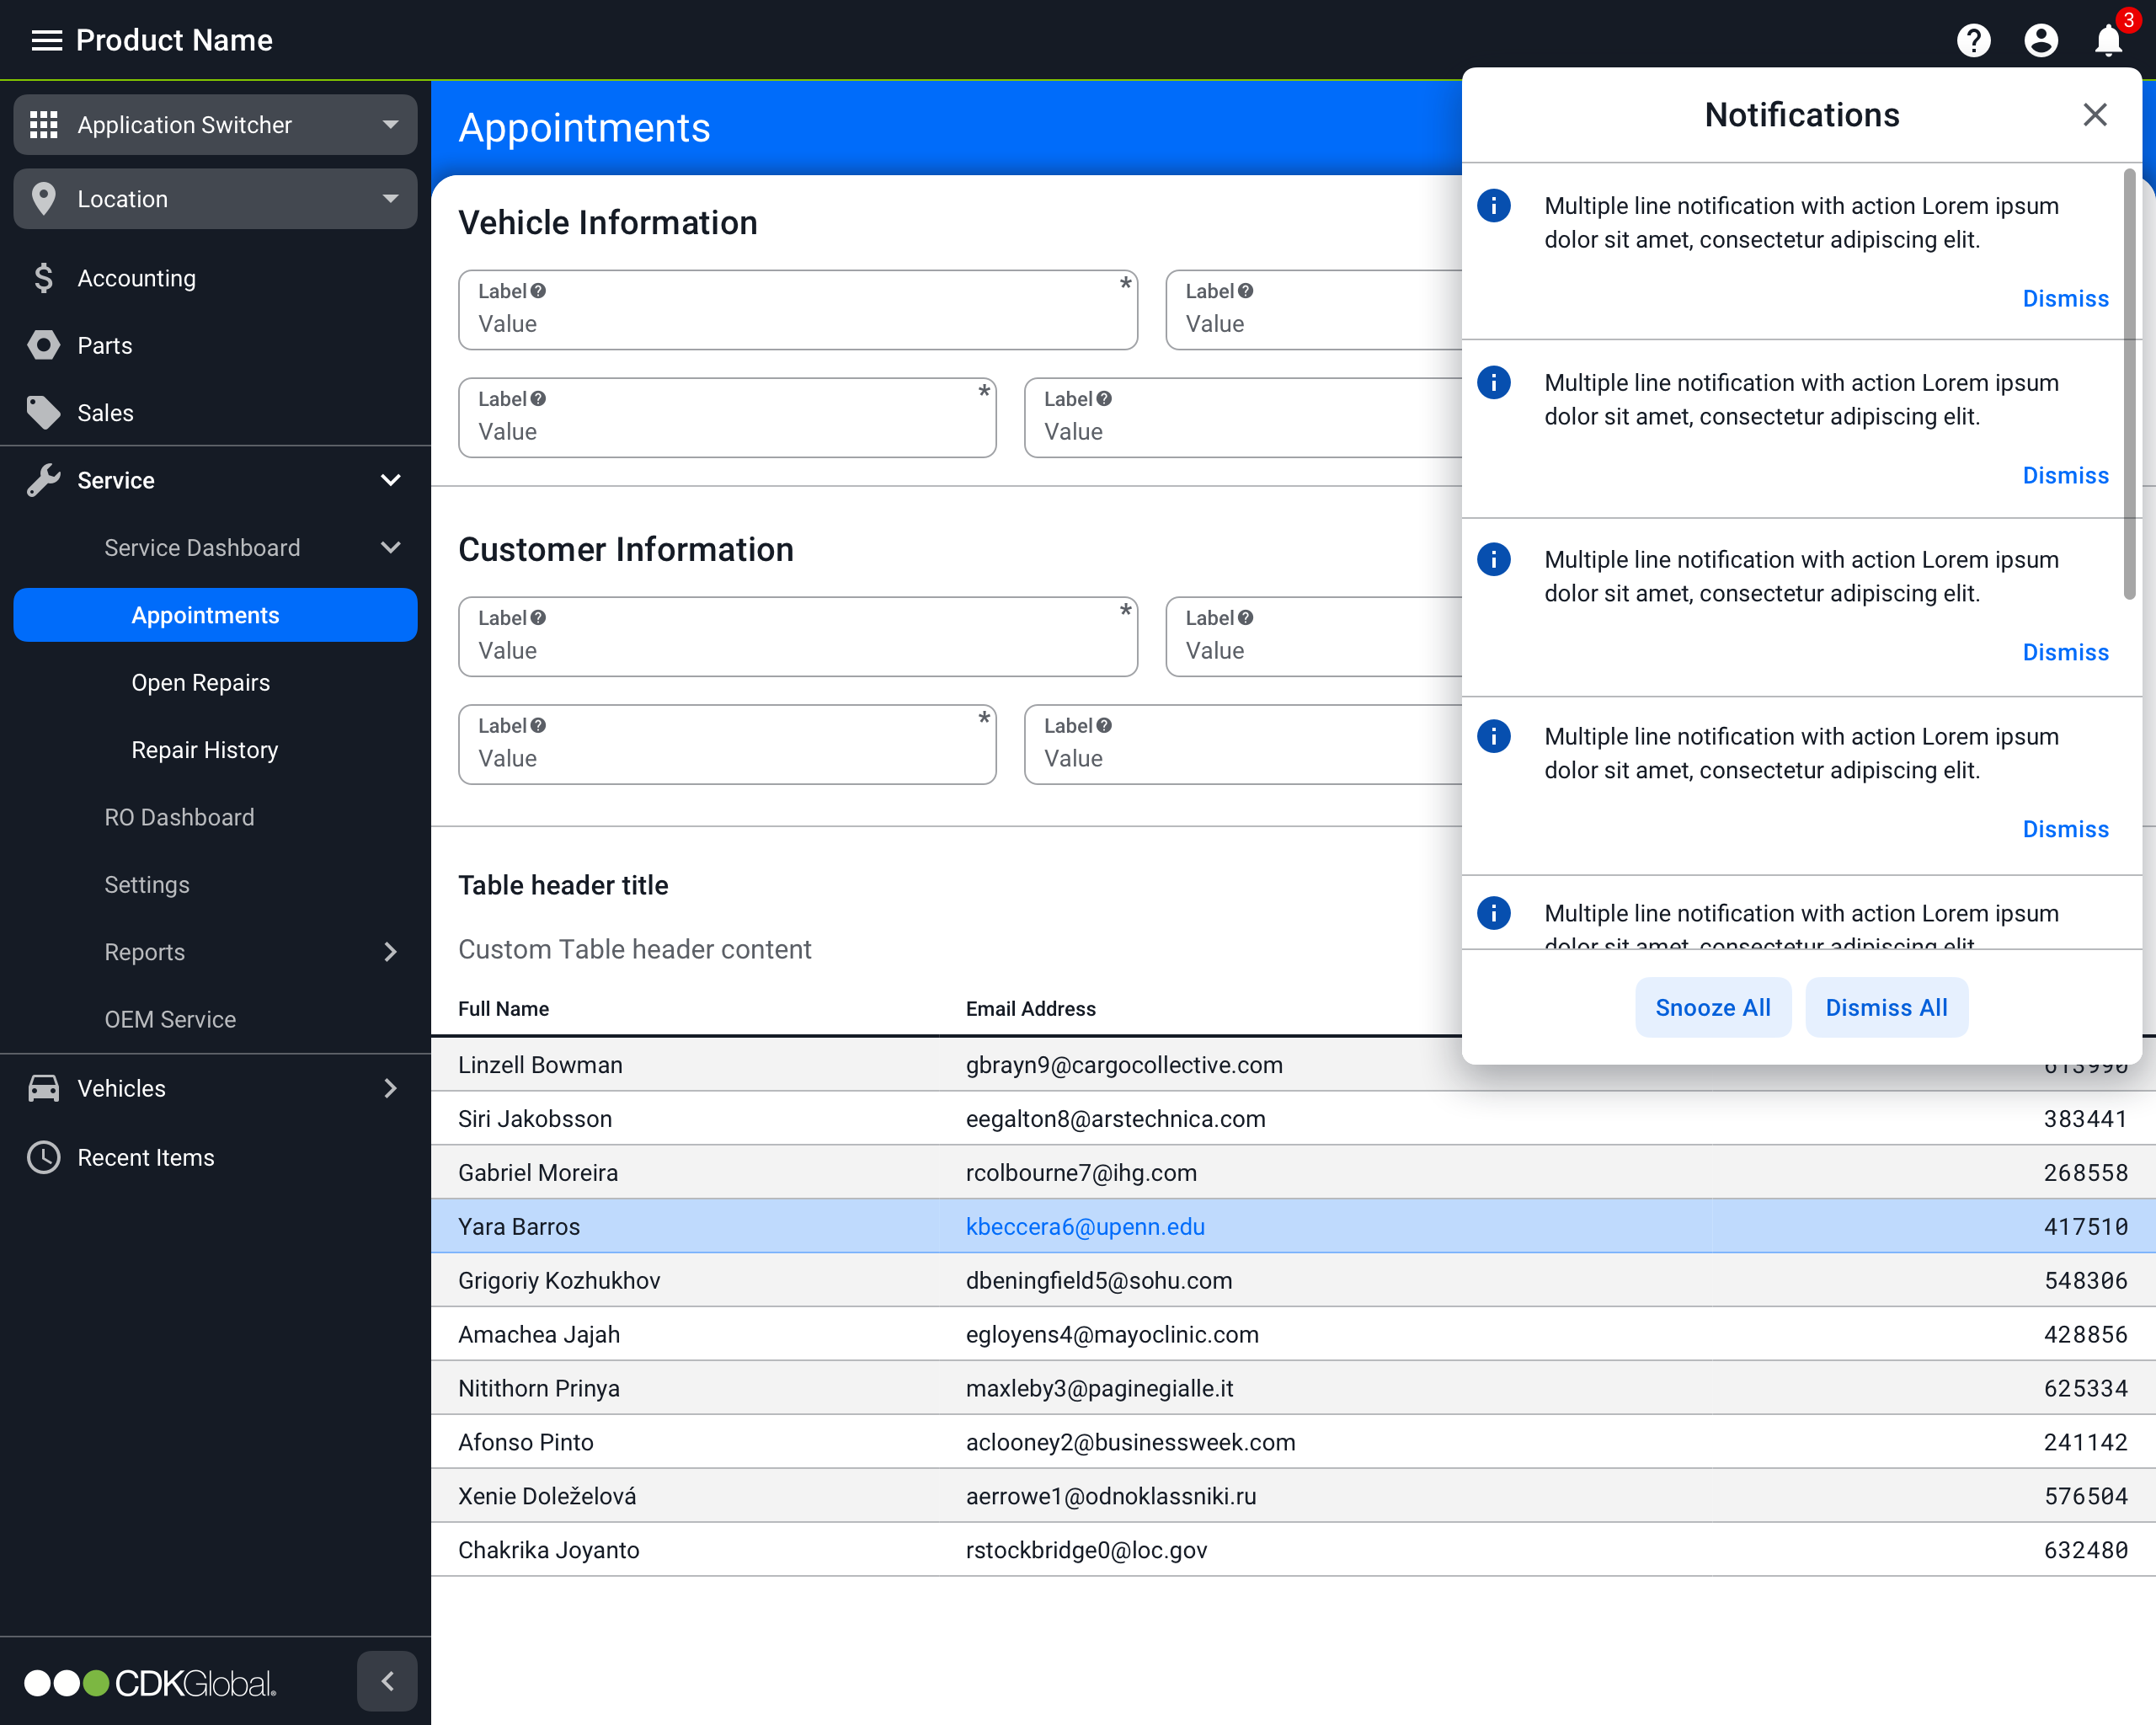 Product Name
3
Application Switcher
Location
Accounting
Parts
Sales
Service
Service Dashboard
Appointments
Open Repairs
Repair History
RO Dashboard
Settings
Reports
OEM Service
Vehicles
Recent Items
CDKGlobal.
Appointments
Vehicle Information
Label *
Value
Label
Value
Label *
Value
Label
Value
Customer Information
Label *
Value
Label
Value
Label *
Value
Label
Value
Table header title
Custom Table header content
Full Name Email Address
Linzell Bowman gbrayn9@cargocollective.com 613990
Siri Jakobsson eegalton8@arstechnica.com 383441
Gabriel Moreira rcolbourne7@ihg.com 268558
Yara Barros kbeccera6@upenn.edu 417510
Grigoriy Kozhukhov dbeningfield5@sohu.com 548306
Amachea Jajah egloyens4@mayoclinic.com 428856
Nitithorn Prinya maxleby3@paginegialle.it 625334
Afonso Pinto aclooney2@businessweek.com 241142
Xenie Doleželová aerrowe1@odnoklassniki.ru 576504
Chakrika Joyanto rstockbridge0@loc.gov 632480
Notifications
Multiple line notification with action Lorem ipsum
dolor sit amet, consectetur adipiscing elit.
Dismiss
Multiple line notification with action Lorem ipsum
dolor sit amet, consectetur adipiscing elit.
Dismiss
Multiple line notification with action Lorem ipsum
dolor sit amet, consectetur adipiscing elit.
Dismiss
Multiple line notification with action Lorem ipsum
dolor sit amet, consectetur adipiscing elit.
Dismiss
Multiple line notification with action Lorem ipsum
dolor sit amet, consectetur adipiscing elit.
Snooze All
Dismiss All